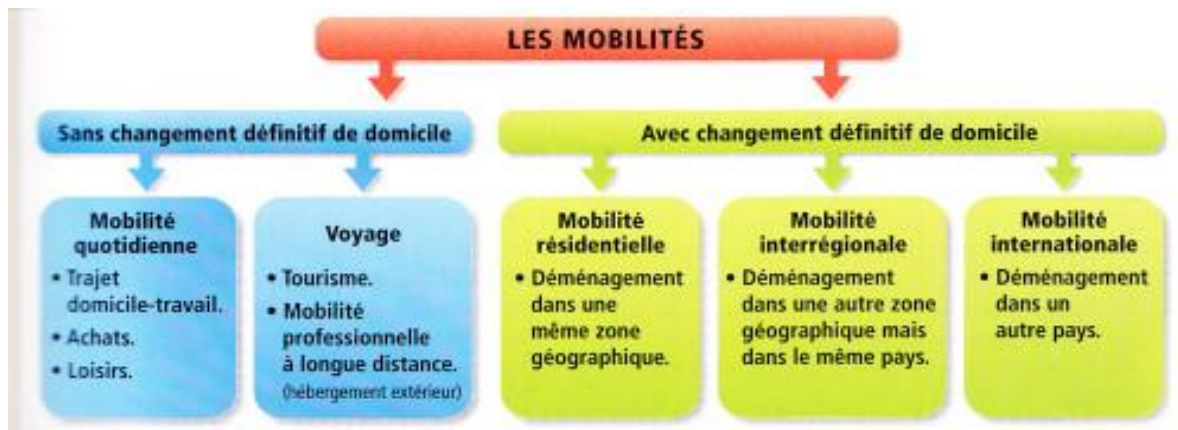 LES MOBILITÉS
Sans changement définitif de domicile
Avec changement définitif de domicile
Mobilité
quotidienne
• Trajet
domicile-travail.
• Achats.
• Loisirs.
Voyage
• Tourisme.
• Mobilité
professionnelle
à longue distance.
(hébergement extérieur)
Mobilité
résidentielle
• Déménagement
dans une
même zone
géographique.
Mobilité
interrégionale
• Déménagement
dans une autre zone
géographique mais
dans le même pays.
Mobilité
internationale
• Déménagement
dans un
autre pays.